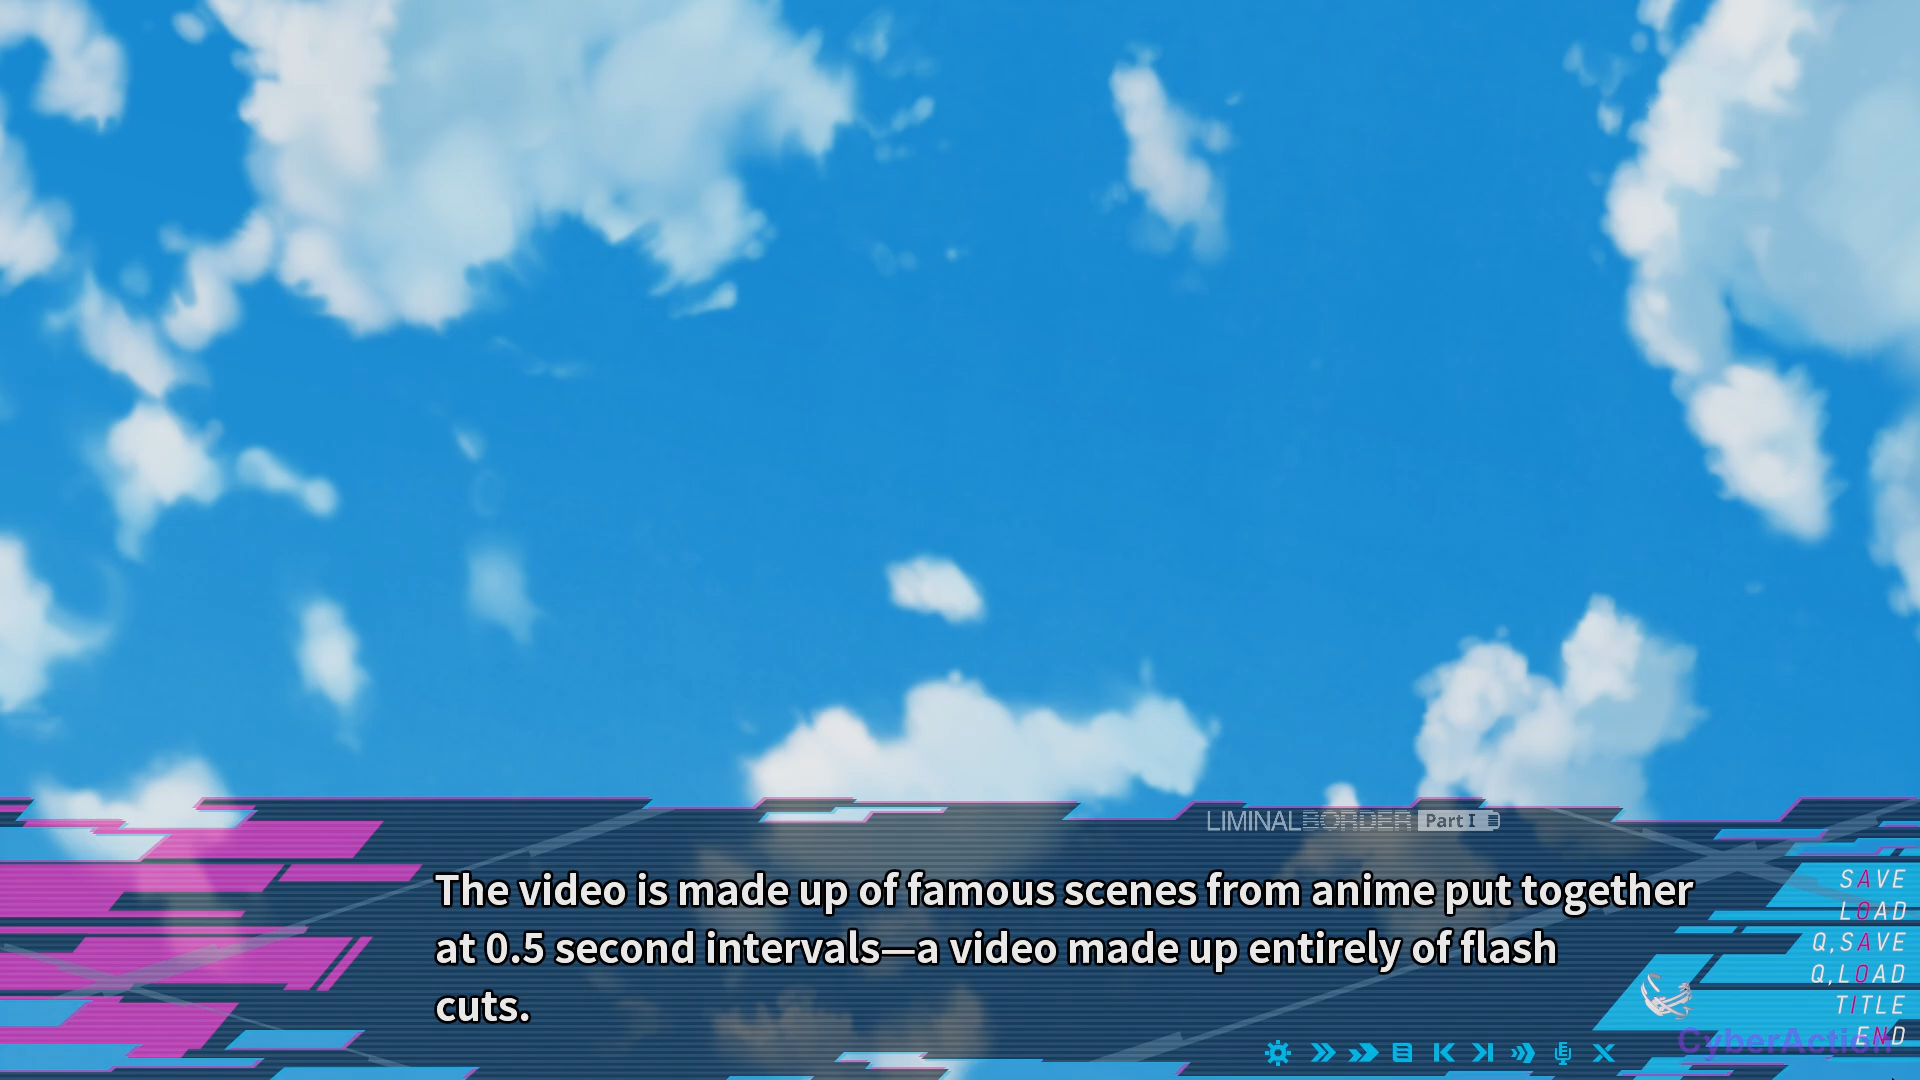 LIMINALBORDER Part I
The video is made up of famous scenes from anime put together
at 0.5 second intervals—a video made up entirely of flash
cuts.
SAVE
LOAD
Q,SAVE
Q,LOAD
TITLE
END
CyberAction